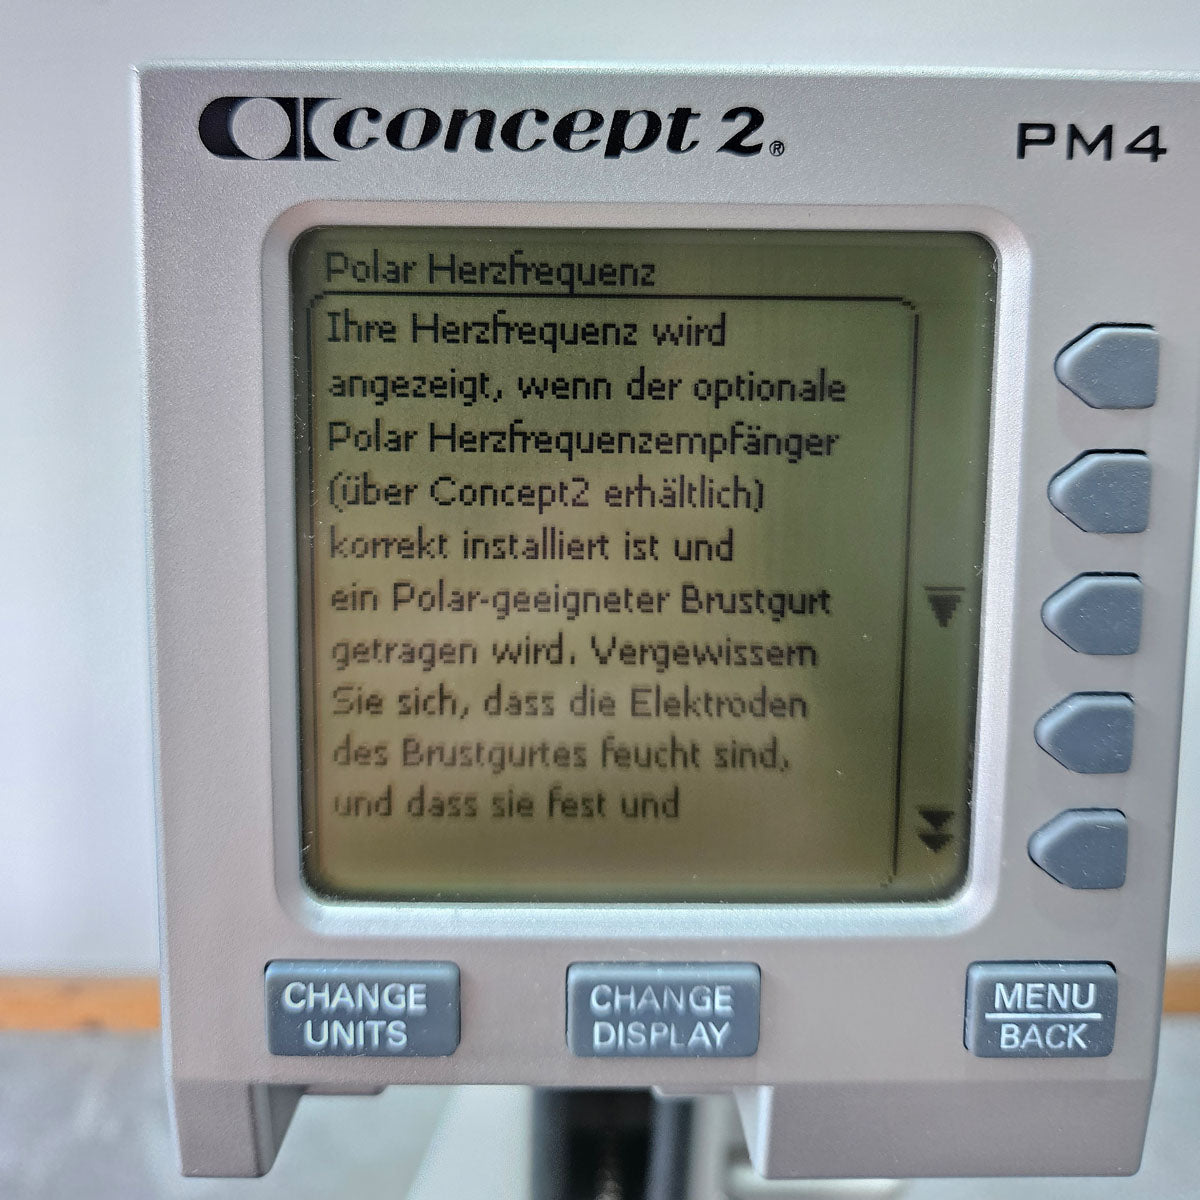 concept 2®
PM4
Polar Herzfrequenz
Ihre Herzfrequenz wird
angezeigt, wenn der optionale
Polar Herzfrequenzempfänger
(über Concept2 erhältlich)
korrekt installiert ist und
ein Polar-geeigneter Brustgurt
getragen wird. Vergewissern
Sie sich, dass die Elektroden
des Brustgurtes feucht sind,
und dass sie fest und
CHANGE
UNITS
CHANGE
DISPLAY
MENU
BACK